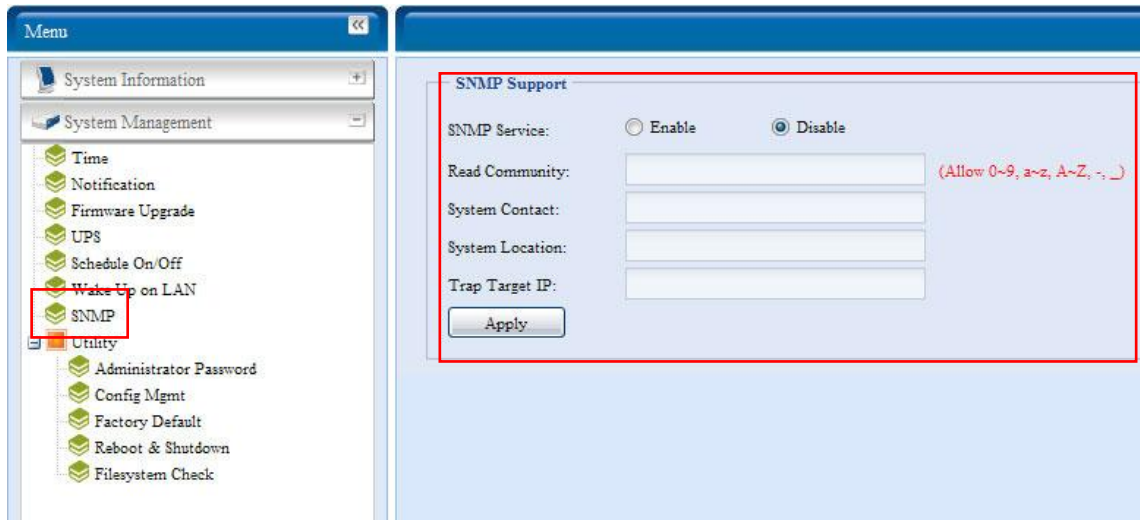 Menu
System Information
System Management
Time
Notification
Firmware Upgrade
UPS
Schedule On/Off
Wake Up on LAN
SNMP
Utility
Administrator Password
Config Mgmt
Factory Default
Reboot & Shutdown
Filesystem Check
SNMP Support
SNMP Service: Enable Disable
Read Community: (Allow 0~9, a~z, A~Z, -, _)
System Contact:
System Location:
Trap Target IP:
Apply